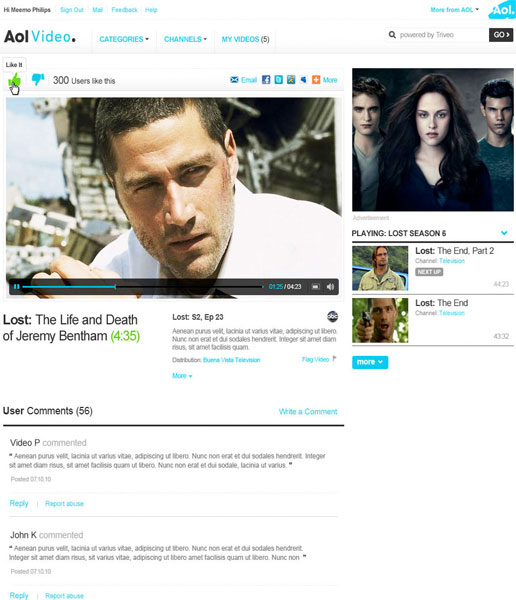 Hi Meemo Philips | Sign Out | Mail | Feedback | Help
More from AOL
Aol.
Aol Video.
CATEGORIES
CHANNELS
MY VIDEOS (5)
powered by Triveo
GO
Like It
300 Users like this
Email
More
01:25 / 04:23
Advertisement
PLAYING: LOST SEASON 6
Lost: The End, Part 2
Channel: Television
NEXT UP
44:23
Lost: The End
Channel: Television
43:32
more
Lost: The Life and Death
of Jeremy Bentham (4:35)
Lost: S2, Ep 23
abc
Aenean purus velit, lacinia ut varius vitae, adipiscing ut libero.
Nunc non erat et dui sodales hendrerit. Integer sit amet diam
risus, sit amet facilisis quam.
Distribution: Buena Vista Television
Flag Video
More
User Comments (56)
Write a Comment
Video P commented
" Aenean purus velit, lacinia ut varius vitae, adipiscing ut libero. Nunc non erat et dui sodales hendrerit. Integer
sit amet diam risus, sit amet facilisis quam ut libero. Nunc non erat et dui sodale, lacinia ut varius. "
Posted 07.10.10
Reply | Report abuse
John K commented
" Aenean purus velit, lacinia ut varius vitae, adipiscing ut libero. Nunc non erat et dui sodales hendrerit.
Integer sit amet diam risus, sit varius vitae, adipiscing amet facilisis quam ut libero. Nunc non "
Posted 07.10.10
Reply | Report abuse